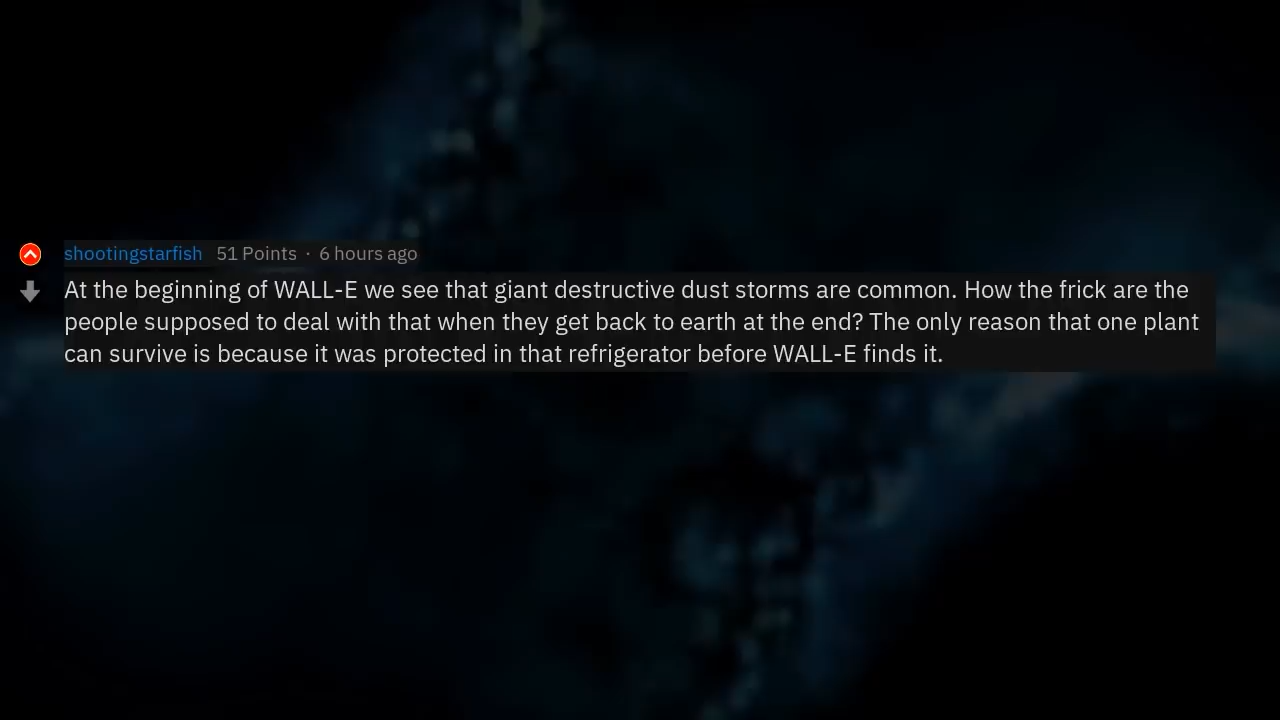 shootingstarfish 51 Points · 6 hours ago
At the beginning of WALL-E we see that giant destructive dust storms are common. How the frick are the
people supposed to deal with that when they get back to earth at the end? The only reason that one plant
can survive is because it was protected in that refrigerator before WALL-E finds it.